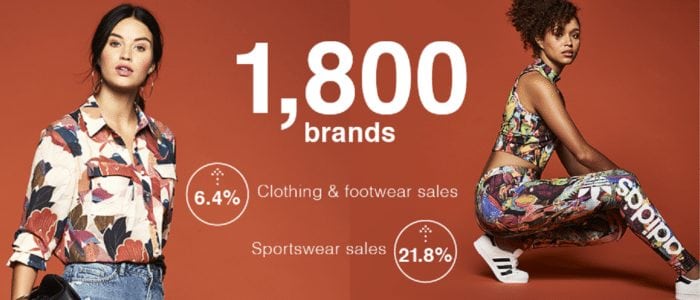 1,800
brands
6.4%
Clothing & footwear sales
Sportswear sales
21.8%
adidas